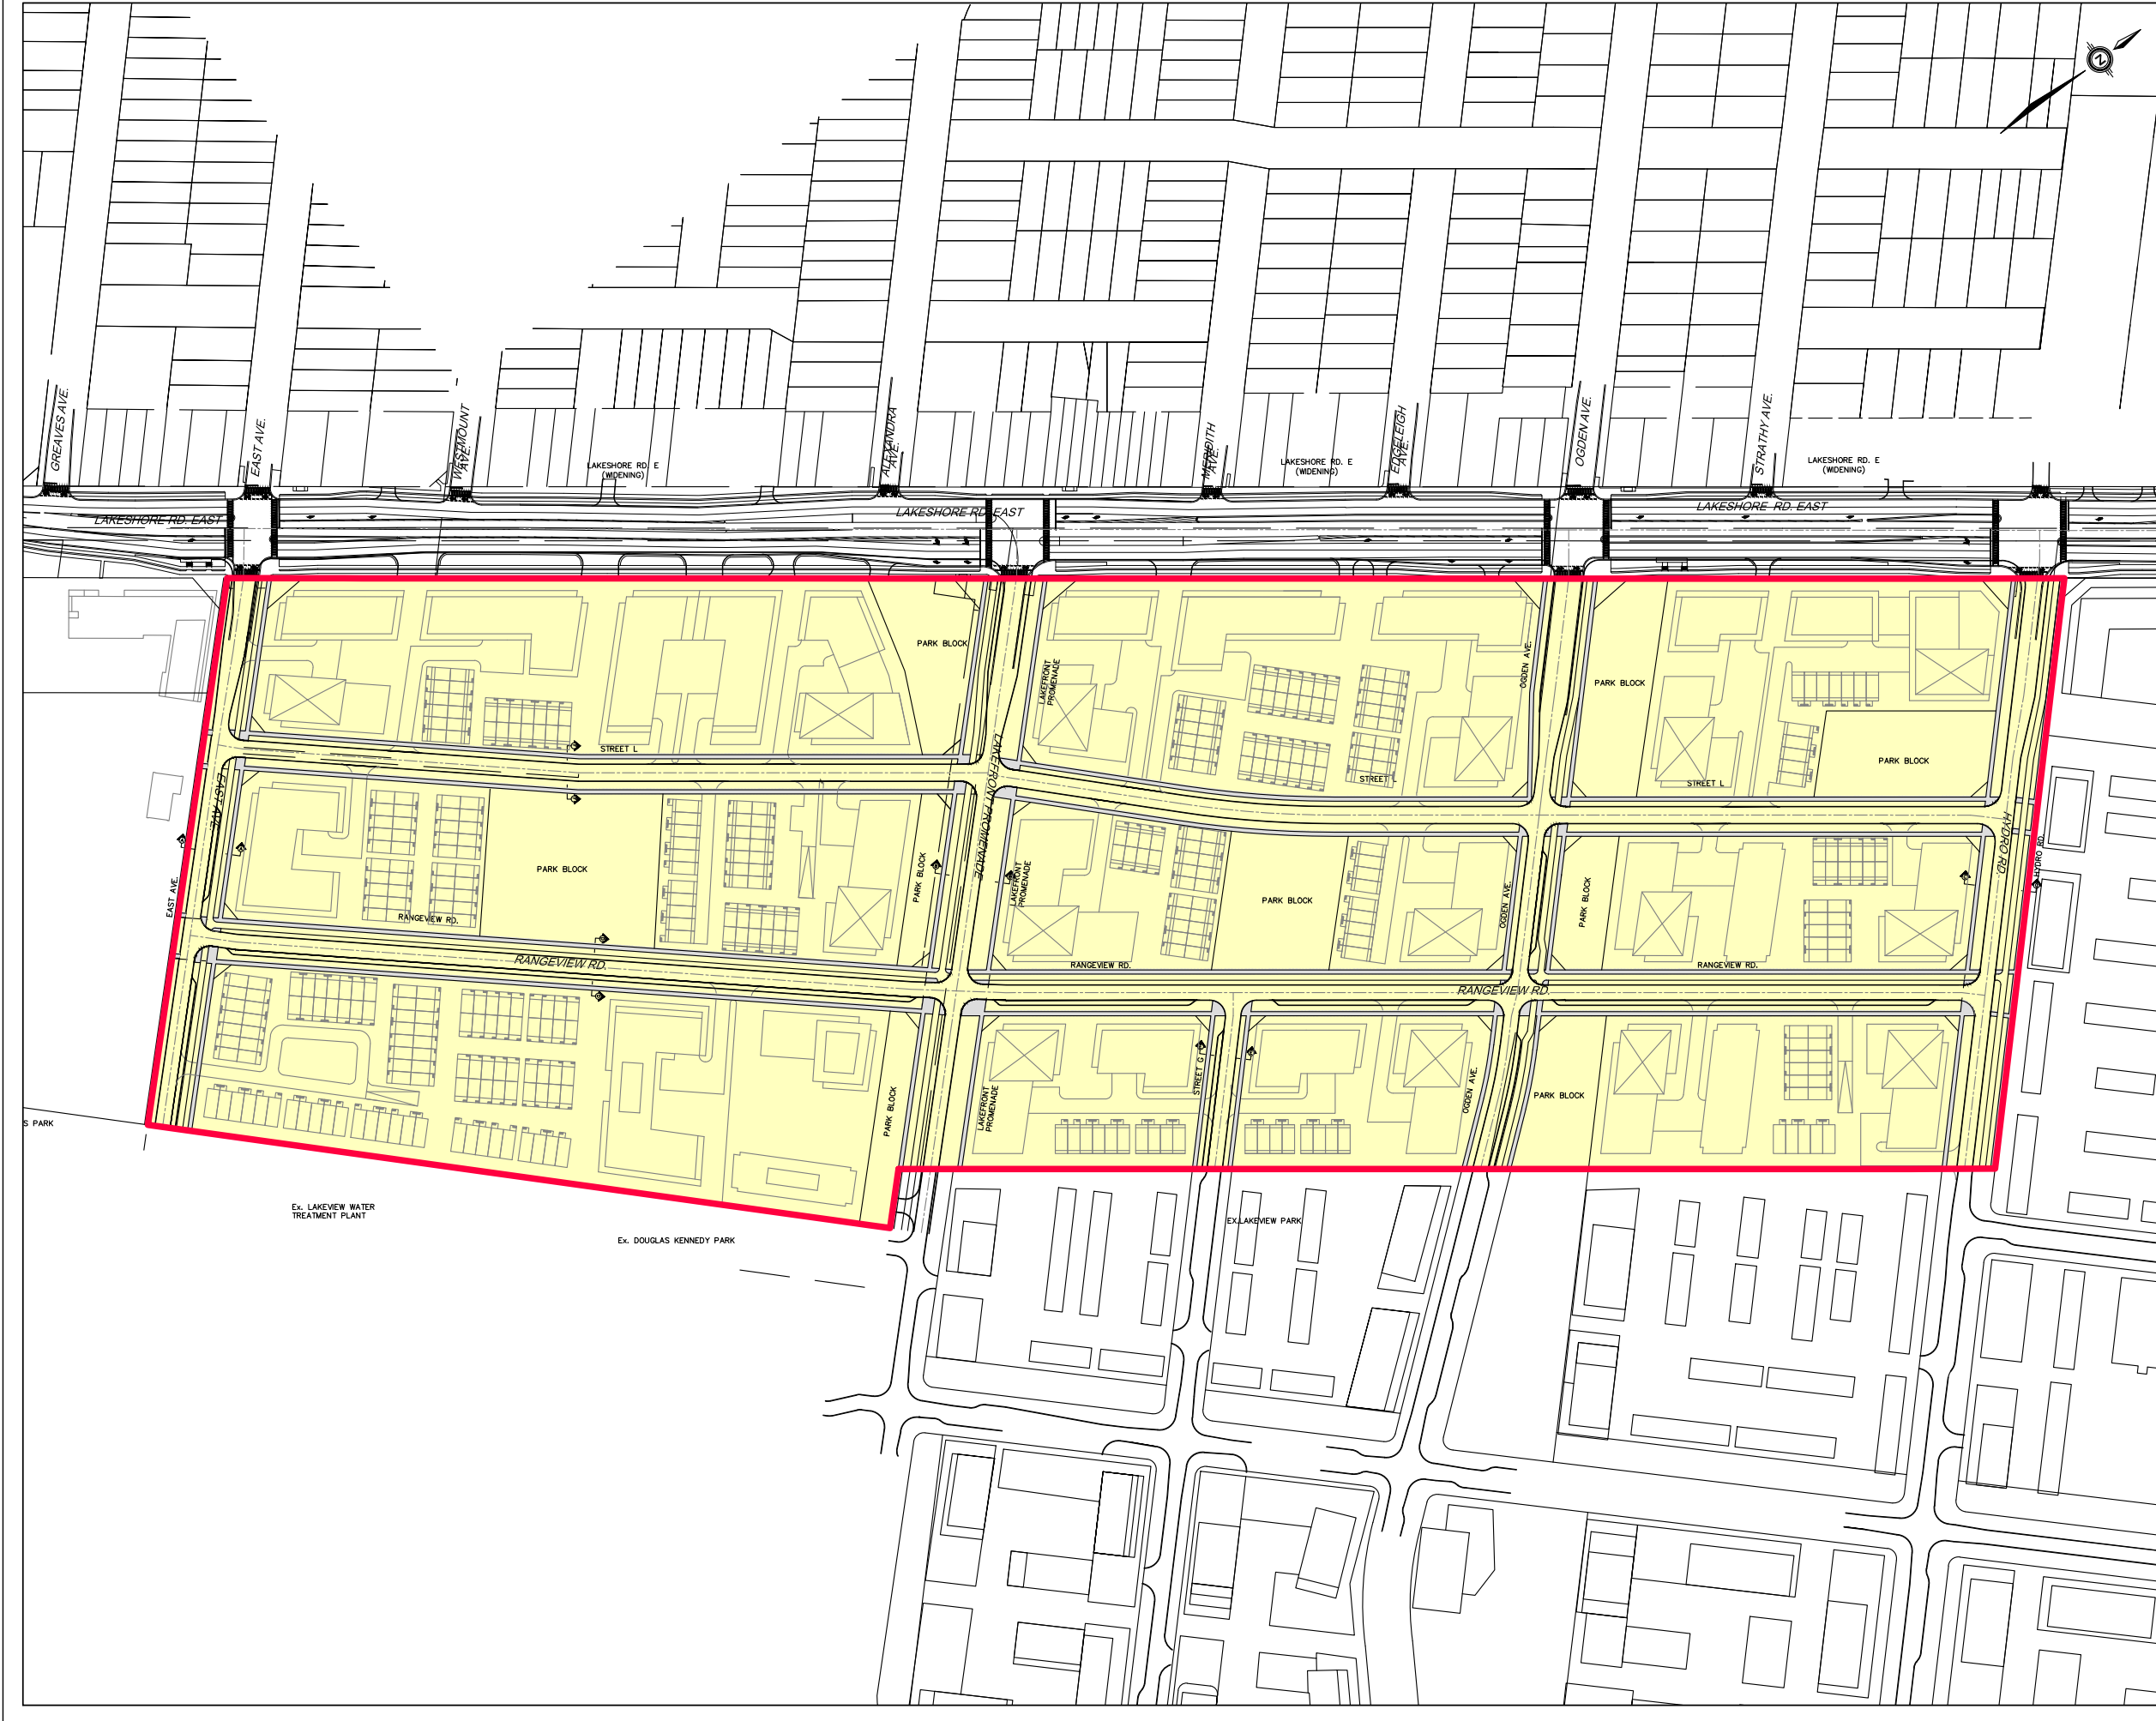 N
GREAVES AVE.
EAST AVE.
WESTMOUNT
AVE.
ALEXANDRA
AVE.
MEREDITH
AVE.
EDGELEIGH
AVE.
OGDEN AVE.
STRATHY AVE.
LAKESHORE RD. E
(WIDENING)
LAKESHORE RD. E
(WIDENING)
LAKESHORE RD. E
(WIDENING)
LAKESHORE RD. EAST
LAKESHORE RD. EAST
LAKESHORE RD. EAST
PARK BLOCK
LAKEFRONT
PROMENADE
OGDEN AVE.
PARK BLOCK
STREET L
LAKEFRONT PROMENADE
STREET L
STREET L
PARK BLOCK
EAST AVE.
EAST AVE.
PARK BLOCK
PARK BLOCK
LAKEFRONT
PROMENADE
PARK BLOCK
OGDEN AVE.
PARK BLOCK
HYDRO RD.
HYDRO RD.
RANGEVIEW RD.
RANGEVIEW RD.
RANGEVIEW RD.
RANGEVIEW RD.
RANGEVIEW RD.
PARK BLOCK
LAKEFRONT
PROMENADE
STREET G
OGDEN AVE.
PARK BLOCK
S PARK
Ex. LAKEVIEW WATER
TREATMENT PLANT
Ex. DOUGLAS KENNEDY PARK
EX.LAKEVIEW PARK